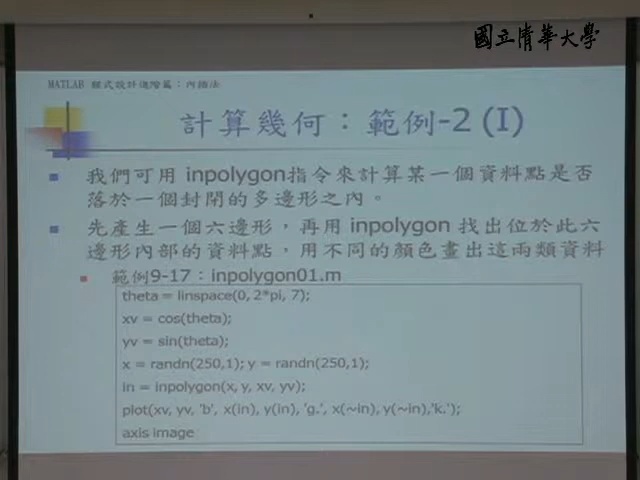 國立清華大學
MATLAB 程式設計進階篇：內插法
計算幾何：範例-2 (I)
我們可用 inpolygon指令來計算某一個資料點是否
落於一個封閉的多邊形之內。
先產生一個六邊形，再用 inpolygon 找出位於此六
邊形內部的資料點，用不同的顏色畫出這兩類資料
範例9-17：inpolygon01.m
theta = linspace(0, 2*pi, 7);
xv = cos(theta);
yv = sin(theta);
x = randn(250,1); y = randn(250,1);
in = inpolygon(x, y, xv, yv);
plot(xv, yv, 'b', x(in), y(in), 'g.', x(~in), y(~in),'k.');
axis image